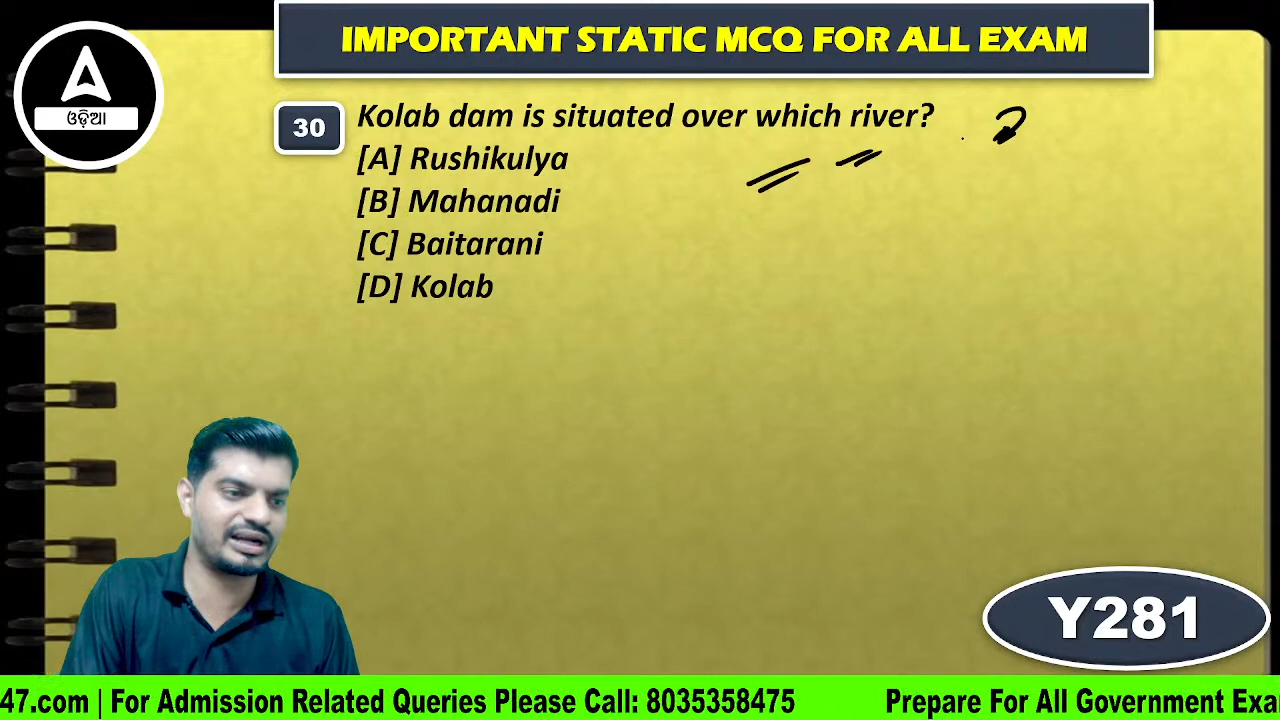 IMPORTANT STATIC MCQ FOR ALL EXAM
ଓଡ଼ିଆ
30
Kolab dam is situated over which river?
[A] Rushikulya
[B] Mahanadi
[C] Baitarani
[D] Kolab
Y281
47.com | For Admission Related Queries Please Call: 8035358475 Prepare For All Government Exa